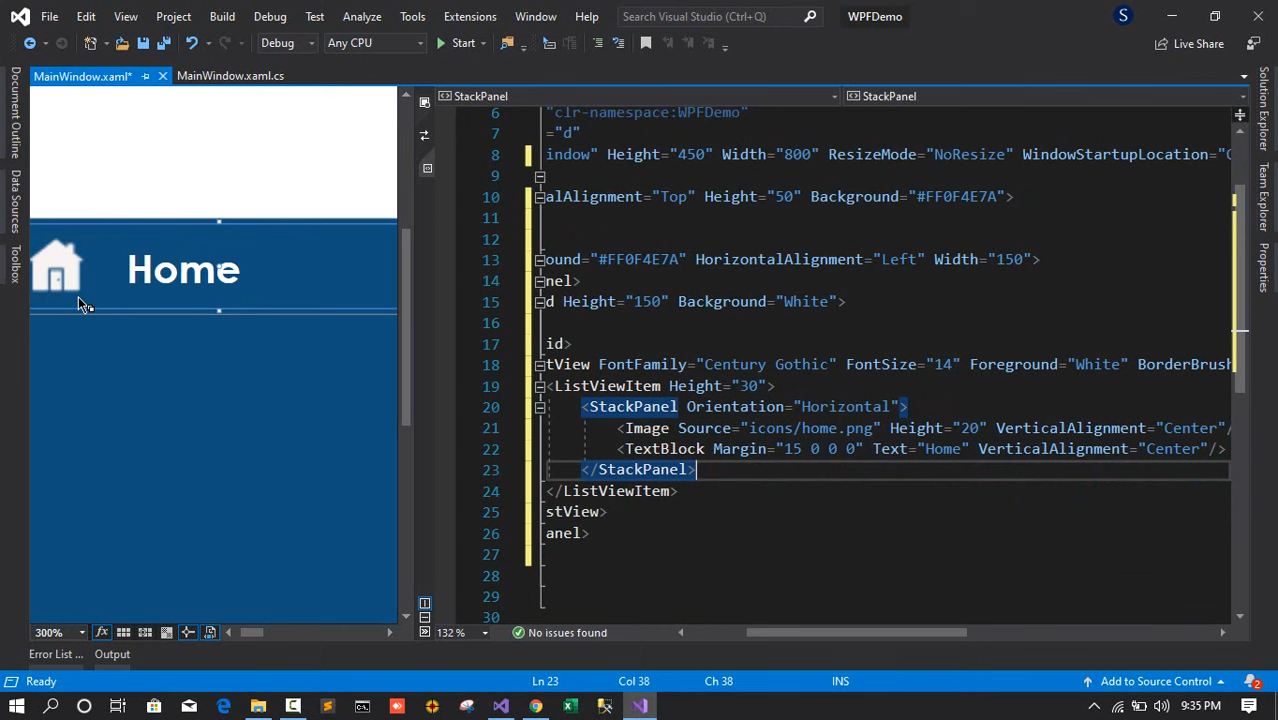 File Edit View Project Build Debug Test Analyze Tools Extensions Window Help Search Visual Studio (Ctrl+Q) WPFDemo S
Debug Any CPU Start Live Share
MainWindow.xaml* MainWindow.xaml.cs
Document Outline
Data Sources
Toolbox
Solution Explorer
Team Explorer
Properties
StackPanel StackPanel
Home
6 "clr-namespace:WPFDemo"
7 ="d"
8 indow" Height="450" Width="800" ResizeMode="NoResize" WindowStartupLocation="C
9
10 alAlignment="Top" Height="50" Background="#FF0F4E7A">
11
12
13 ound="#FF0F4E7A" HorizontalAlignment="Left" Width="150">
14 nel>
15 d Height="150" Background="White">
16
17 id>
18 tView FontFamily="Century Gothic" FontSize="14" Foreground="White" BorderBrush
19 <ListViewItem Height="30">
20 <StackPanel Orientation="Horizontal">
21 <Image Source="icons/home.png" Height="20" VerticalAlignment="Center"/
22 <TextBlock Margin="15 0 0 0" Text="Home" VerticalAlignment="Center"/>
23 </StackPanel>
24 </ListViewItem>
25 stView>
26 anel>
27
28
29
30
300% fx 132 % No issues found
Error List ... Output
Ready Ln 23 Col 38 Ch 38 INS Add to Source Control 2
9:35 PM